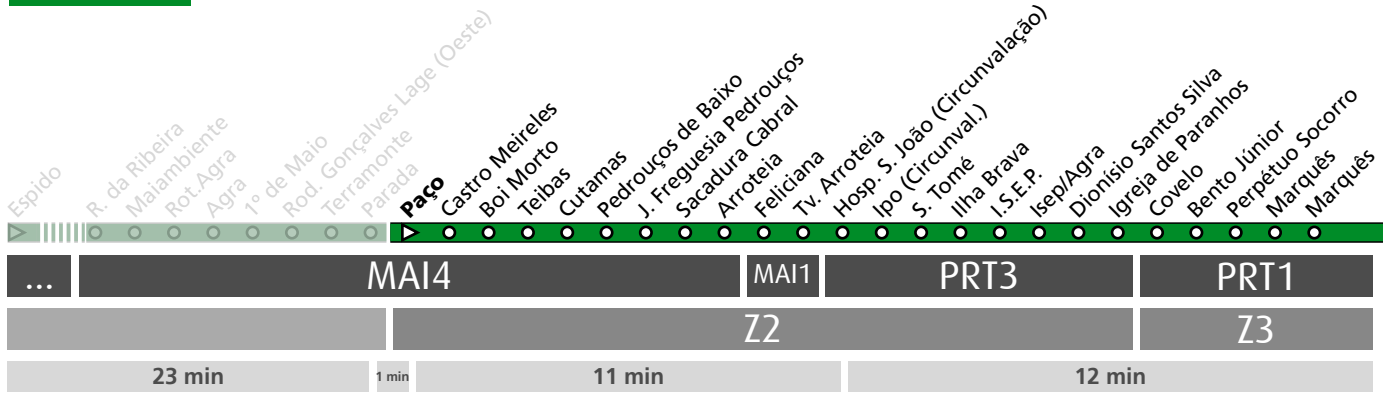 Espido
R. da Ribeira
Maiambiente
Rot.Agra
Agra
1º de Maio
Rod. Gonçalves Lage (Oeste)
Terramonte
Parada
Paço
Castro Meireles
Boi Morto
Teibas
Cutamas
Pedrouços de Baixo
J. Freguesia Pedrouços
Sacadura Cabral
Arroteia
Feliciana
Tv. Arroteia
Hosp. S. João (Circunvalação)
Ipo (Circunval.)
S. Tomé
Ilha Brava
I.S.E.P.
Isep/Agra
Dionísio Santos Silva
Igreja de Paranhos
Covelo
Bento Júnior
Perpétuo Socorro
Marquês
Marquês
... MAI4 MAI1 PRT3 PRT1
Z2 Z3
23 min 1 min 11 min 12 min